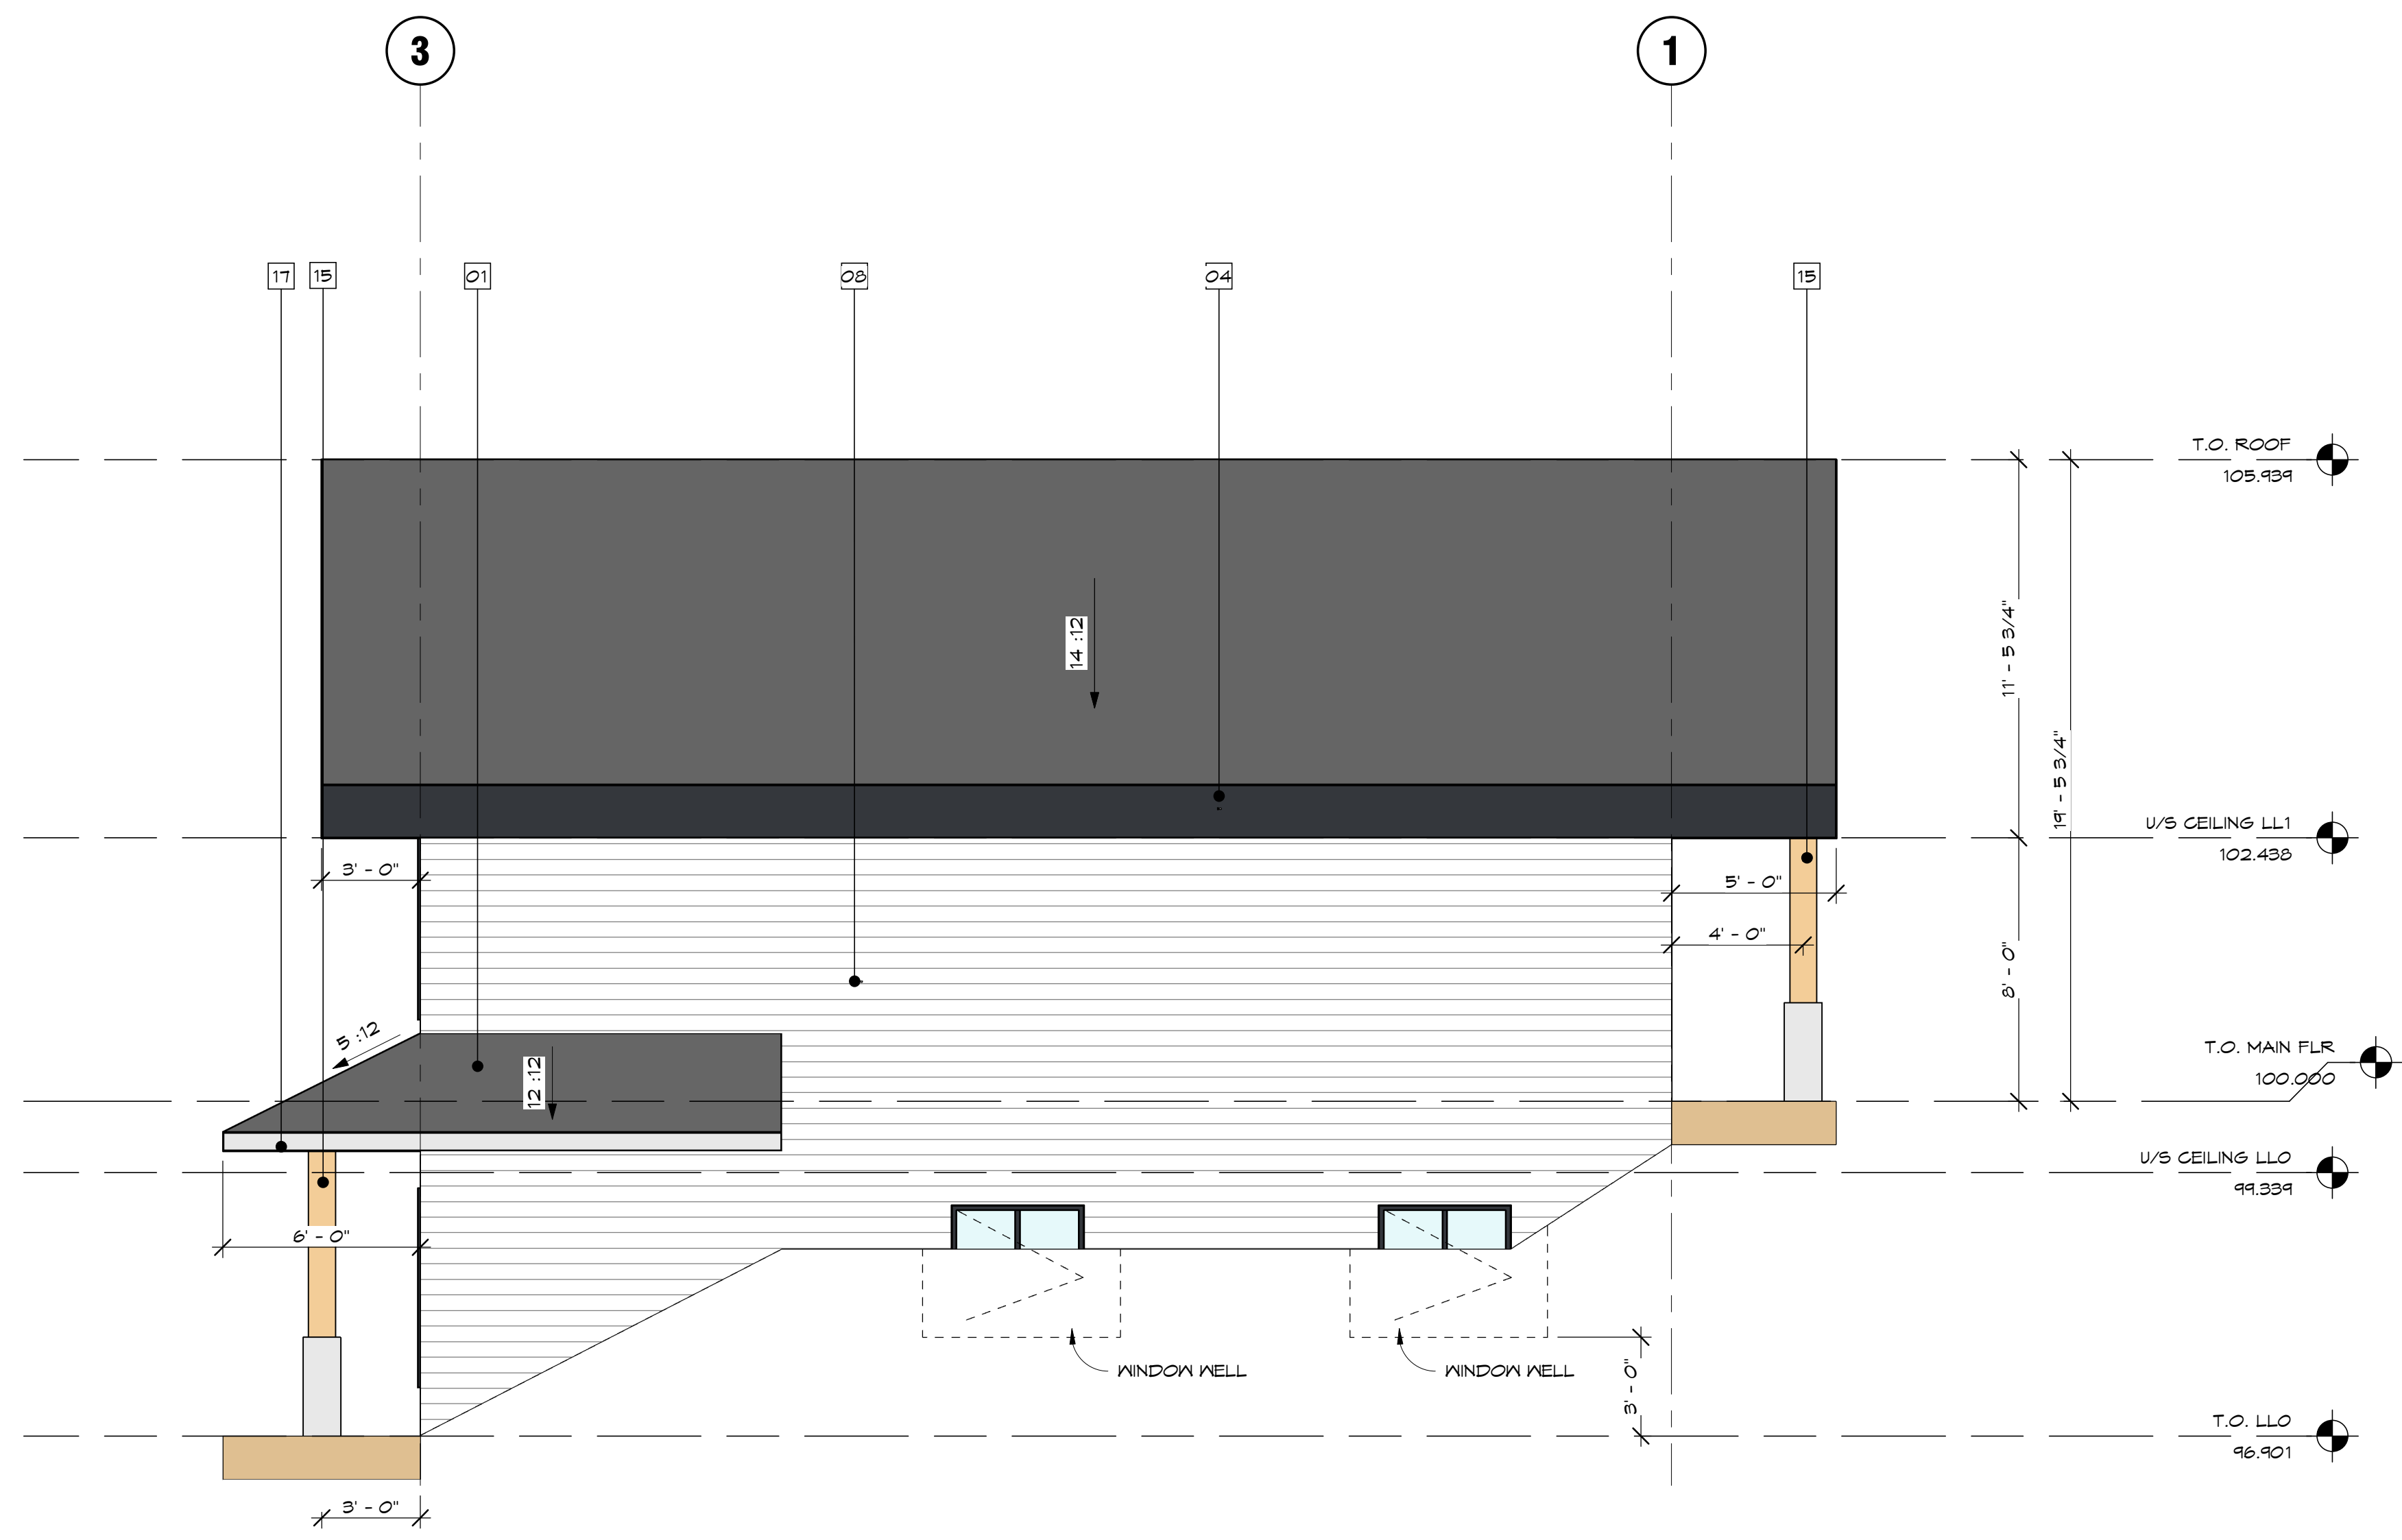 3
1
17
15
01
08
04
15
T.O. ROOF
105.939
14 :12
11' - 5 3/4"
19' - 5 3/4"
U/S CEILING LL1
102.438
3' - 0"
5' - 0"
4' - 0"
8' - 0"
5 :12
12 :12
T.O. MAIN FLR
100.000
U/S CEILING LL0
99.339
6' - 0"
WINDOW WELL
WINDOW WELL
3' - 0"
T.O. LL0
96.901
3' - 0"